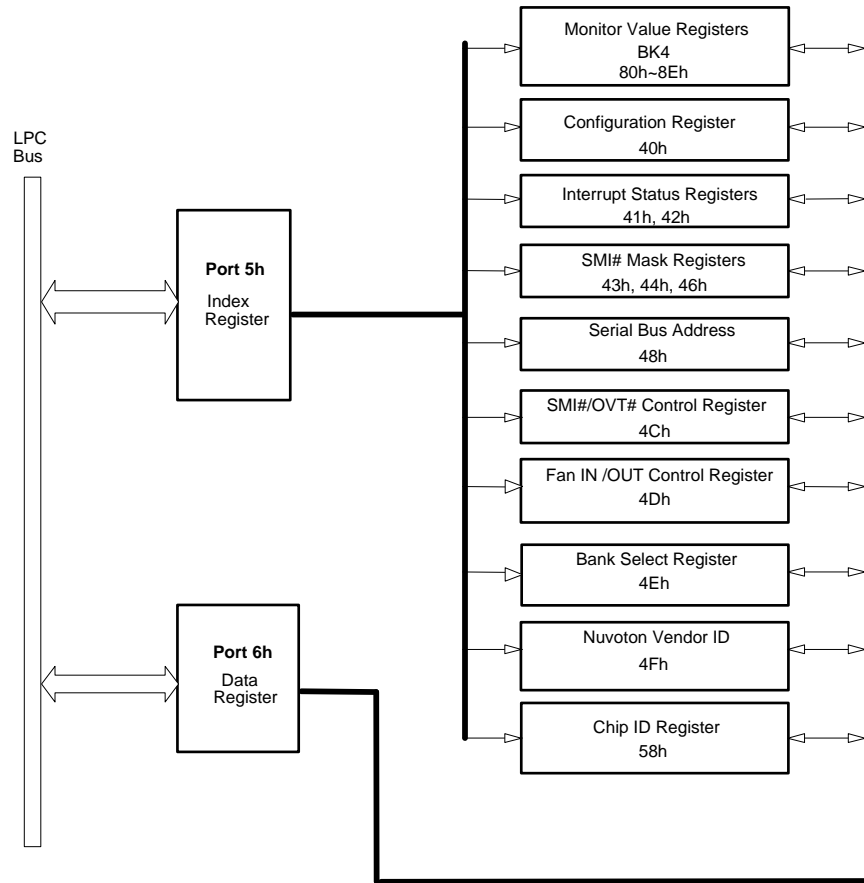 LPC
Bus
Port 5h
Index
Register
Port 6h
Data
Register
Monitor Value Registers
BK4
80h~8Eh
Configuration Register
40h
Interrupt Status Registers
41h, 42h
SMI# Mask Registers
43h, 44h, 46h
Serial Bus Address
48h
SMI#/OVT# Control Register
4Ch
Fan IN /OUT Control Register
4Dh
Bank Select Register
4Eh
Nuvoton Vendor ID
4Fh
Chip ID Register
58h